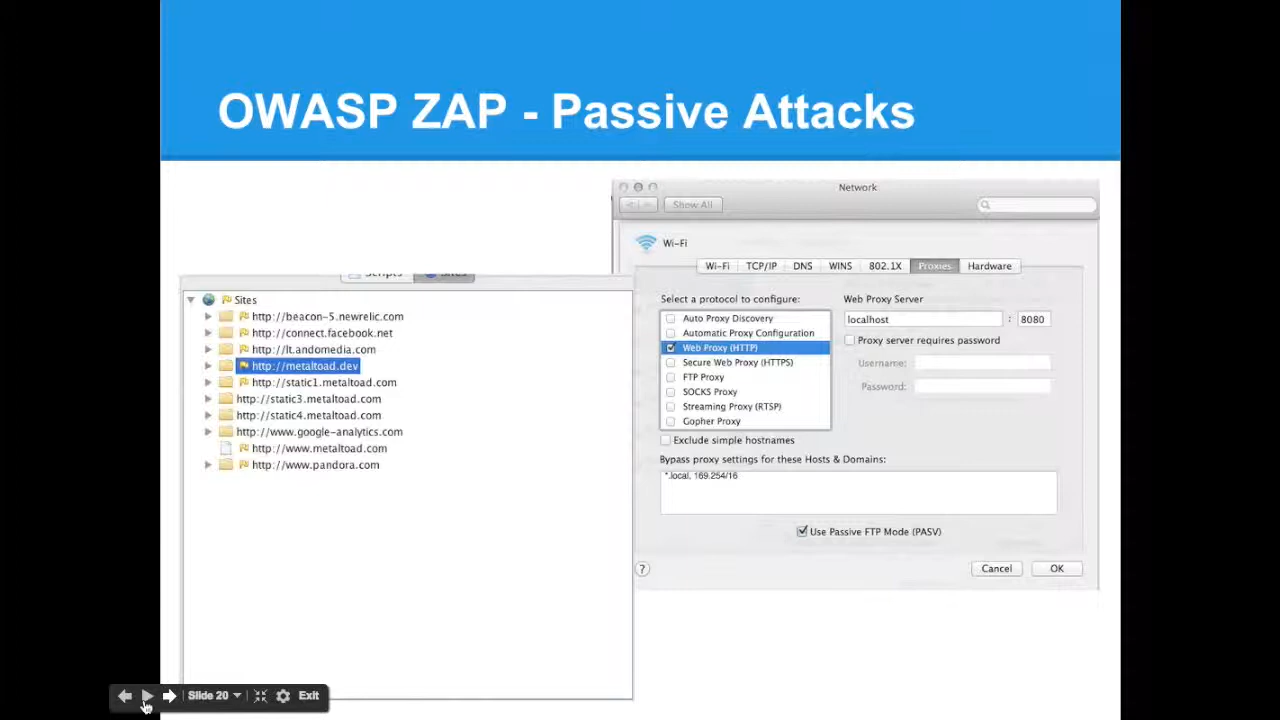 OWASP ZAP - Passive Attacks
Network
Show All
Wi-Fi
Wi-Fi TCP/IP DNS WINS 802.1X Proxies Hardware
Select a protocol to configure:
Auto Proxy Discovery
Automatic Proxy Configuration
Web Proxy (HTTP)
Secure Web Proxy (HTTPS)
FTP Proxy
SOCKS Proxy
Streaming Proxy (RTSP)
Gopher Proxy
Web Proxy Server
localhost : 8080
Proxy server requires password
Username:
Password:
Exclude simple hostnames
Bypass proxy settings for these Hosts & Domains:
*.local, 169.254/16
Use Passive FTP Mode (PASV)
? Cancel OK
Scripts Sites
Sites
http://beacon-5.newrelic.com
http://connect.facebook.net
http://lt.andomedia.com
http://metaltoad.dev
http://static1.metaltoad.com
http://static3.metaltoad.com
http://static4.metaltoad.com
http://www.google-analytics.com
http://www.metaltoad.com
http://www.pandora.com
Slide 20 Exit